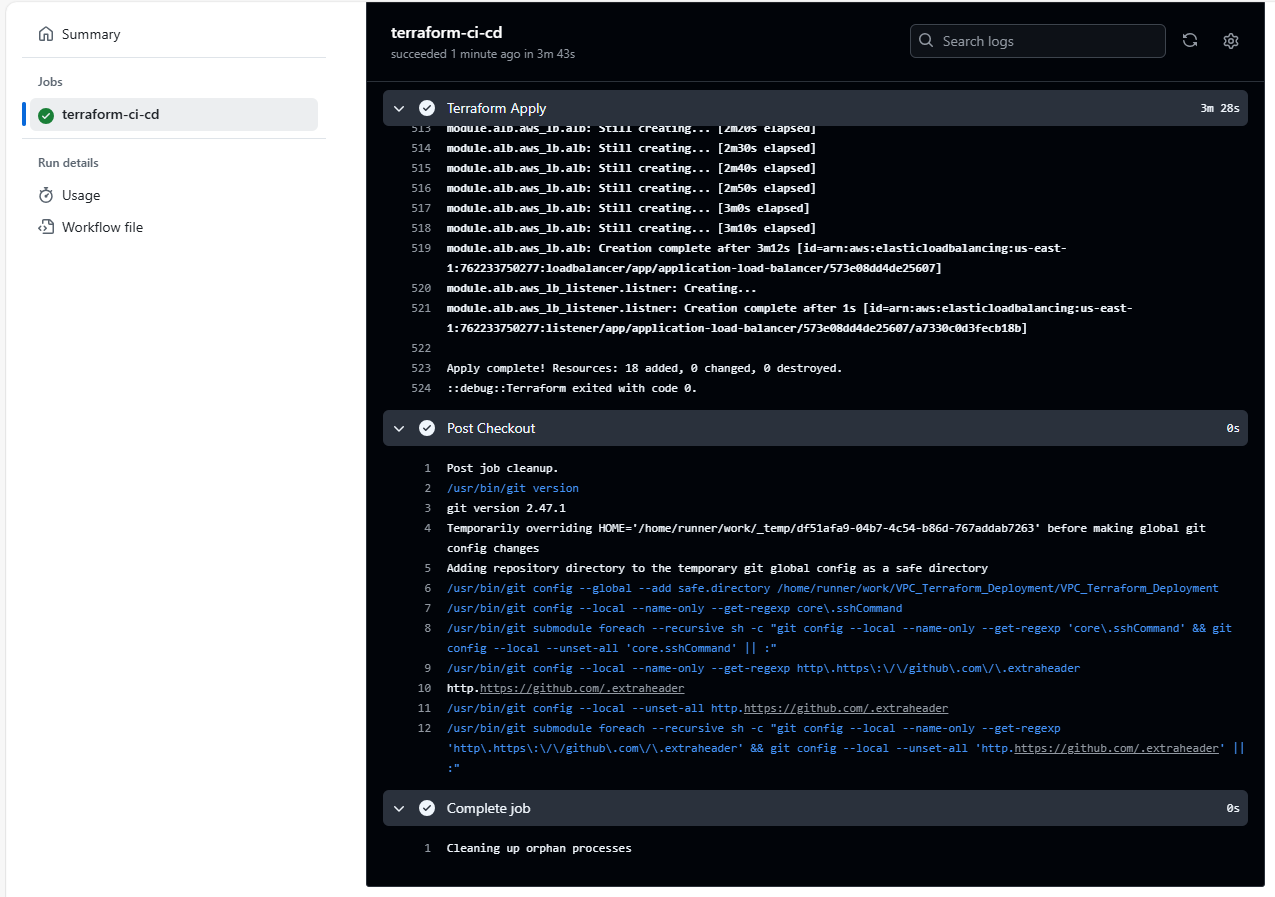 Summary
Jobs
terraform-ci-cd
Run details
Usage
Workflow file
terraform-ci-cd
succeeded 1 minute ago in 3m 43s
Search logs
Terraform Apply 3m 28s
513 module.alb.aws_lb.alb: Still creating... [2m20s elapsed]
514 module.alb.aws_lb.alb: Still creating... [2m30s elapsed]
515 module.alb.aws_lb.alb: Still creating... [2m40s elapsed]
516 module.alb.aws_lb.alb: Still creating... [2m50s elapsed]
517 module.alb.aws_lb.alb: Still creating... [3m0s elapsed]
518 module.alb.aws_lb.alb: Still creating... [3m10s elapsed]
519 module.alb.aws_lb.alb: Creation complete after 3m12s [id=arn:aws:elasticloadbalancing:us-east-
1:762233750277:loadbalancer/app/application-load-balancer/573e08dd4de25607]
520 module.alb.aws_lb_listener.listner: Creating...
521 module.alb.aws_lb_listener.listner: Creation complete after 1s [id=arn:aws:elasticloadbalancing:us-east-
1:762233750277:listener/app/application-load-balancer/573e08dd4de25607/a7330c0d3fecb18b]
522
523 Apply complete! Resources: 18 added, 0 changed, 0 destroyed.
524 ::debug::Terraform exited with code 0.
Post Checkout 0s
1 Post job cleanup.
2 /usr/bin/git version
3 git version 2.47.1
4 Temporarily overriding HOME='/home/runner/work/_temp/df51afa9-04b7-4c54-b86d-767addab7263' before making global git
config changes
5 Adding repository directory to the temporary git global config as a safe directory
6 /usr/bin/git config --global --add safe.directory /home/runner/work/VPC_Terraform_Deployment/VPC_Terraform_Deployment
7 /usr/bin/git config --local --name-only --get-regexp core\.sshCommand
8 /usr/bin/git submodule foreach --recursive sh -c "git config --local --name-only --get-regexp 'core\.sshCommand' && git
config --local --unset-all 'core.sshCommand' || :"
9 /usr/bin/git config --local --name-only --get-regexp http\.https\:\/\/github\.com\/\.extraheader
10 http.https://github.com/.extraheader
11 /usr/bin/git config --local --unset-all http.https://github.com/.extraheader
12 /usr/bin/git submodule foreach --recursive sh -c "git config --local --name-only --get-regexp
'http\.https\:\/\/github\.com\/\.extraheader' && git config --local --unset-all 'http.https://github.com/.extraheader' ||
:"
Complete job 0s
1 Cleaning up orphan processes